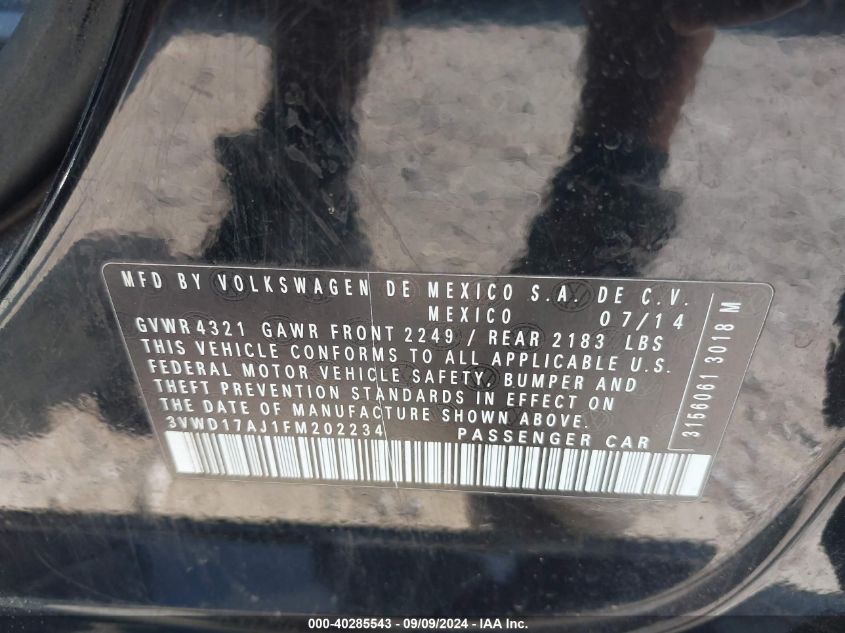 MFD BY VOLKSWAGEN DE MEXICO S.A. DE C.V.
MEXICO 07/14
GVWR 4321 GAWR FRONT 2249 / REAR 2183 LBS
THIS VEHICLE CONFORMS TO ALL APPLICABLE U.S.
FEDERAL MOTOR VEHICLE SAFETY, BUMPER AND
THEFT PREVENTION STANDARDS IN EFFECT ON
THE DATE OF MANUFACTURE SHOWN ABOVE.
3VWD17AJ1FM202234 PASSENGER CAR
3156061 3018 M
000-40285543 - 09/09/2024 - IAA Inc.